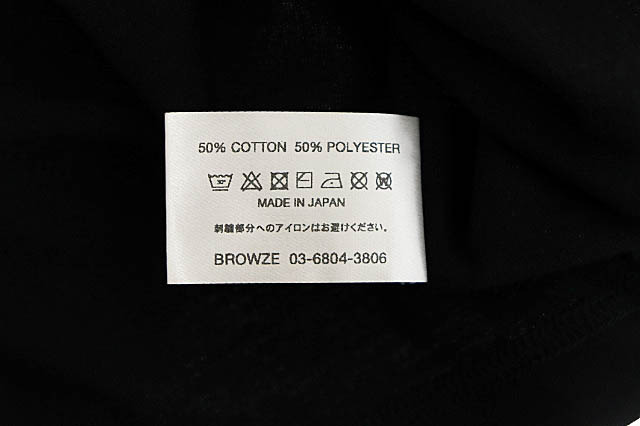 50% COTTON 50% POLYESTER
MADE IN JAPAN
刺繍部分へのアイロンはお避けください。
BROWZE 03-6804-3806